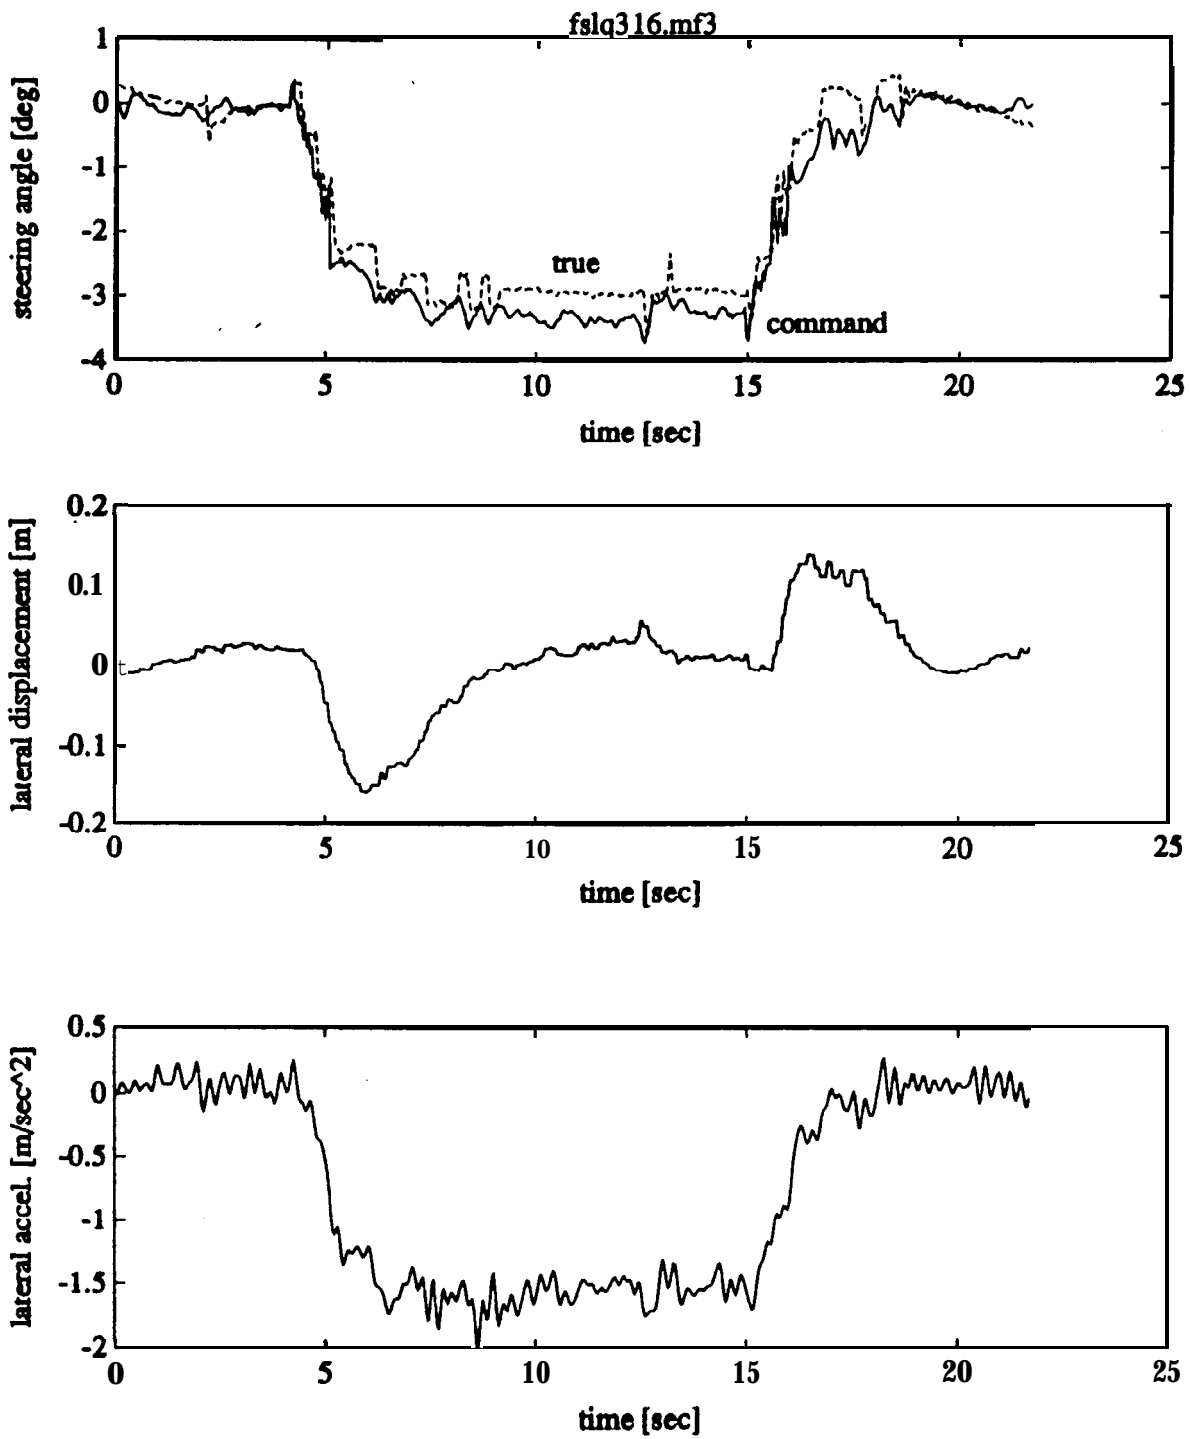 fslq316.mf3
steering angle [deg]
1
0
-1
-2
-3
-4
true
command
0 5 10 15 20 25
time [sec]
lateral displacement [m]
0.2
0.1
0
-0.1
-0.2
0 5 10 15 20 25
time [sec]
lateral accel. [m/sec^2]
0.5
0
-0.5
-1
-1.5
-2
0 5 10 15 20 25
time [sec]